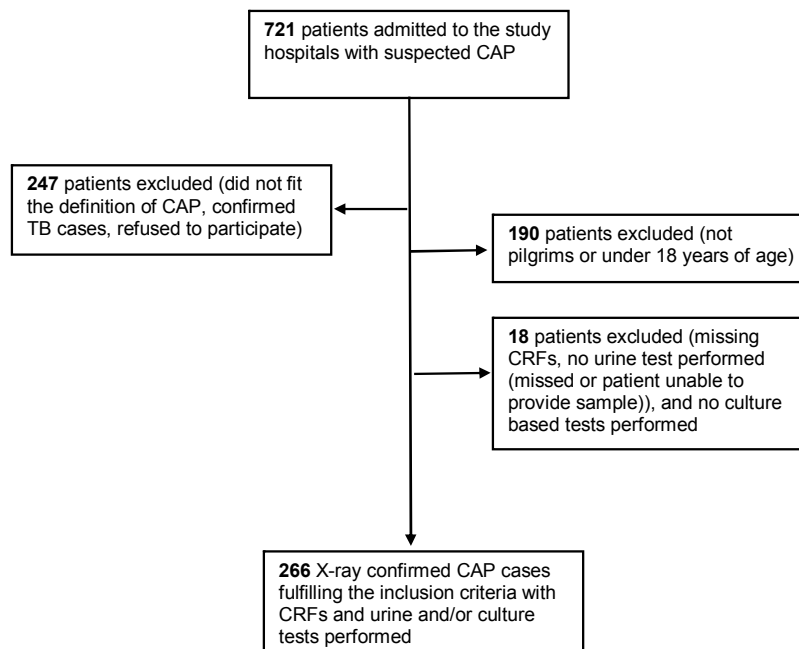 721 patients admitted to the study
hospitals with suspected CAP
247 patients excluded (did not fit
the definition of CAP, confirmed
TB cases, refused to participate)
190 patients excluded (not
pilgrims or under 18 years of age)
18 patients excluded (missing
CRFs, no urine test performed
(missed or patient unable to
provide sample)), and no culture
based tests performed
266 X-ray confirmed CAP cases
fulfilling the inclusion criteria with
CRFs and urine and/or culture
tests performed